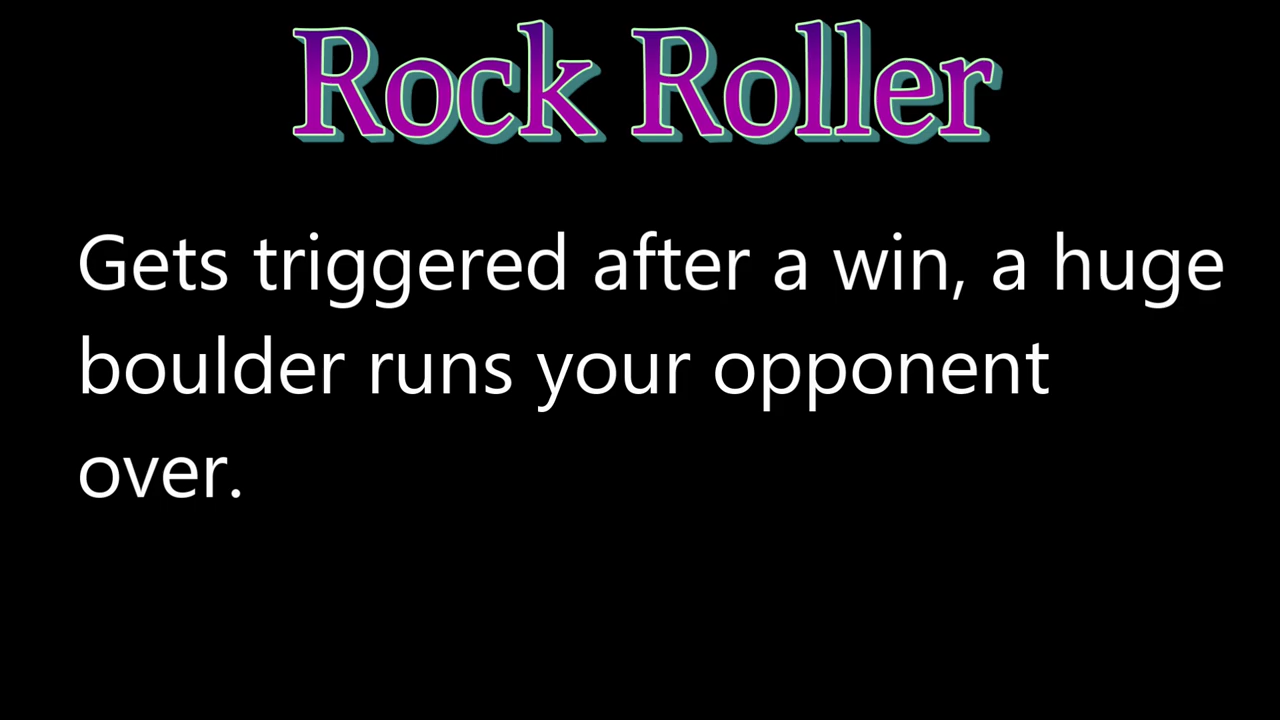 Rock Roller
Gets triggered after a win, a huge
boulder runs your opponent
over.